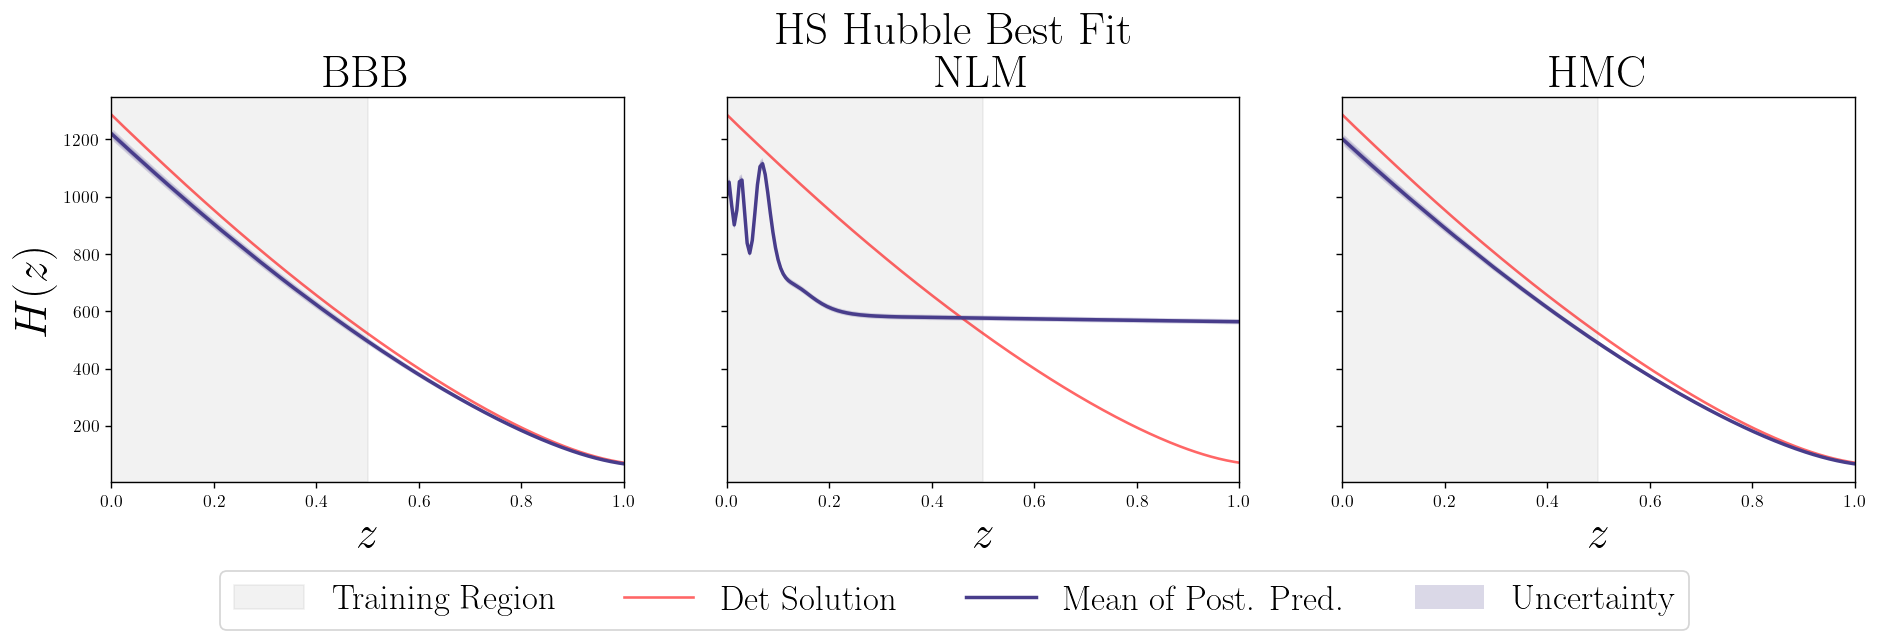 HS Hubble Best Fit
BBB
NLM
HMC
H(z)
1200
1000
800
600
400
200
0.0 0.2 0.4 0.6 0.8 1.0
0.0 0.2 0.4 0.6 0.8 1.0
0.0 0.2 0.4 0.6 0.8 1.0
z
z
z
Training Region
Det Solution
Mean of Post. Pred.
Uncertainty